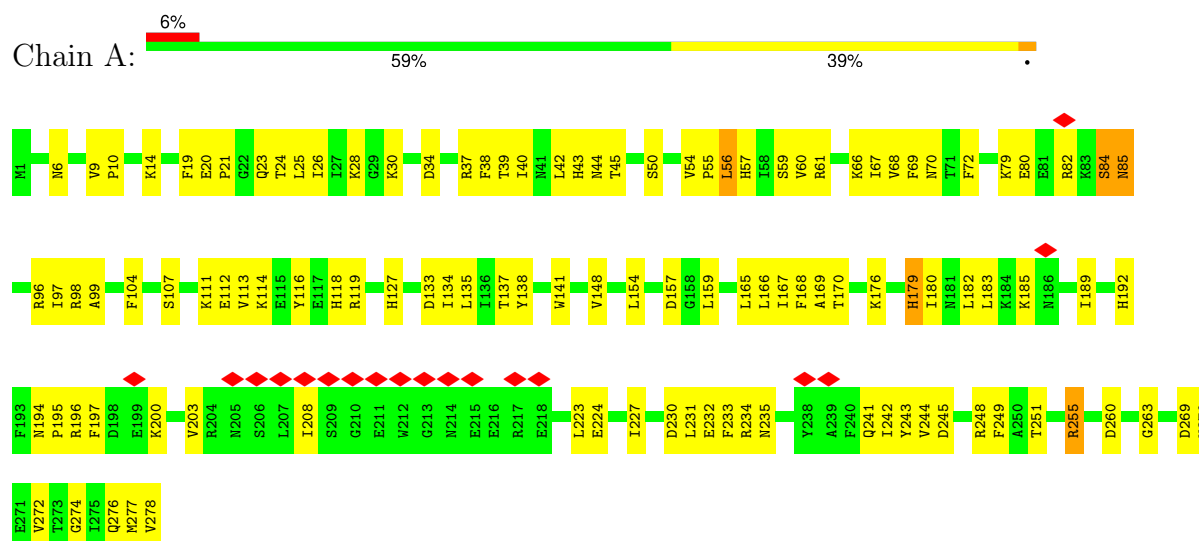 6%
Chain A:
59% 39% •
M1 N6 V9 P10 K14 F19 E20 P21 G22 Q23 T24 L25 I26 I27 K28 G29 K30 D34 R37 F38 T39 I40 N41 L42 H43 N44 T45 S50 V54 P55 L56 H57 I58 S59 V60 R61 K66 I67 V68 F69 N70 T71 F72 K79 E80 E81 R82 K83 S84 N85
R96 I97 R98 A99 F104 S107 K111 E112 V113 K114 E115 Y116 E117 H118 R119 H127 D133 I134 L135 I136 T137 Y138 W141 V148 L154 D157 G158 L159 L165 L166 I167 F168 A169 T170 K176 H179 I180 N181 L182 L183 K184 K185 N186 I189 H192
F193 N194 P195 R196 F197 D198 E199 K200 V203 R204 N205 S206 L207 I208 S209 G210 E211 W212 G213 N214 E215 E216 R217 E218 L223 E224 I227 D230 L231 E232 F233 R234 N235 Y238 A239 F240 Q241 I242 Y243 V244 D245 R248 F249 A250 T251 R255 D260 G263 D269
E271 V272 T273 G274 I275 Q276 M277 V278